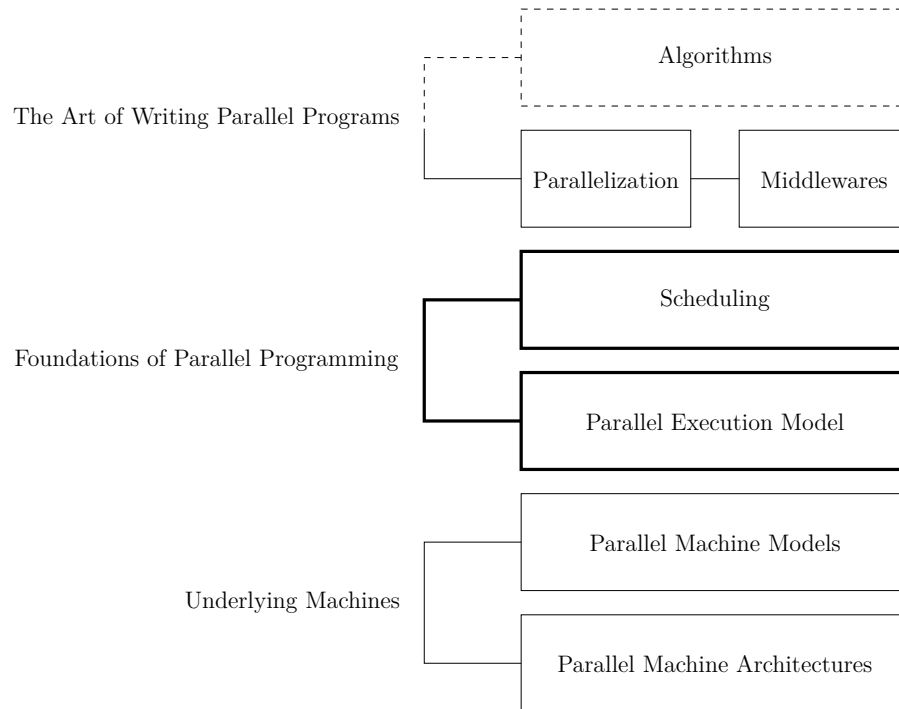 Algorithms
The Art of Writing Parallel Programs
Parallelization
Middlewares
Scheduling
Foundations of Parallel Programming
Parallel Execution Model
Parallel Machine Models
Underlying Machines
Parallel Machine Architectures